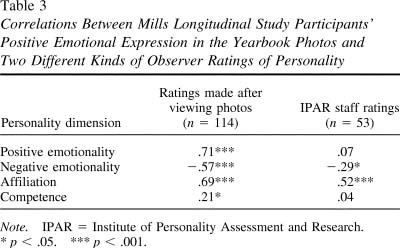 Table 3
Correlations Between Mills Longitudinal Study Participants'
Positive Emotional Expression in the Yearbook Photos and
Two Different Kinds of Observer Ratings of Personality
Personality dimension Ratings made after viewing photos (n = 114) IPAR staff ratings (n = 53)
Positive emotionality .71*** .07
Negative emotionality −.57*** −.29*
Affiliation .69*** .52***
Competence .21* .04
Note. IPAR = Institute of Personality Assessment and Research.
* p < .05. *** p < .001.